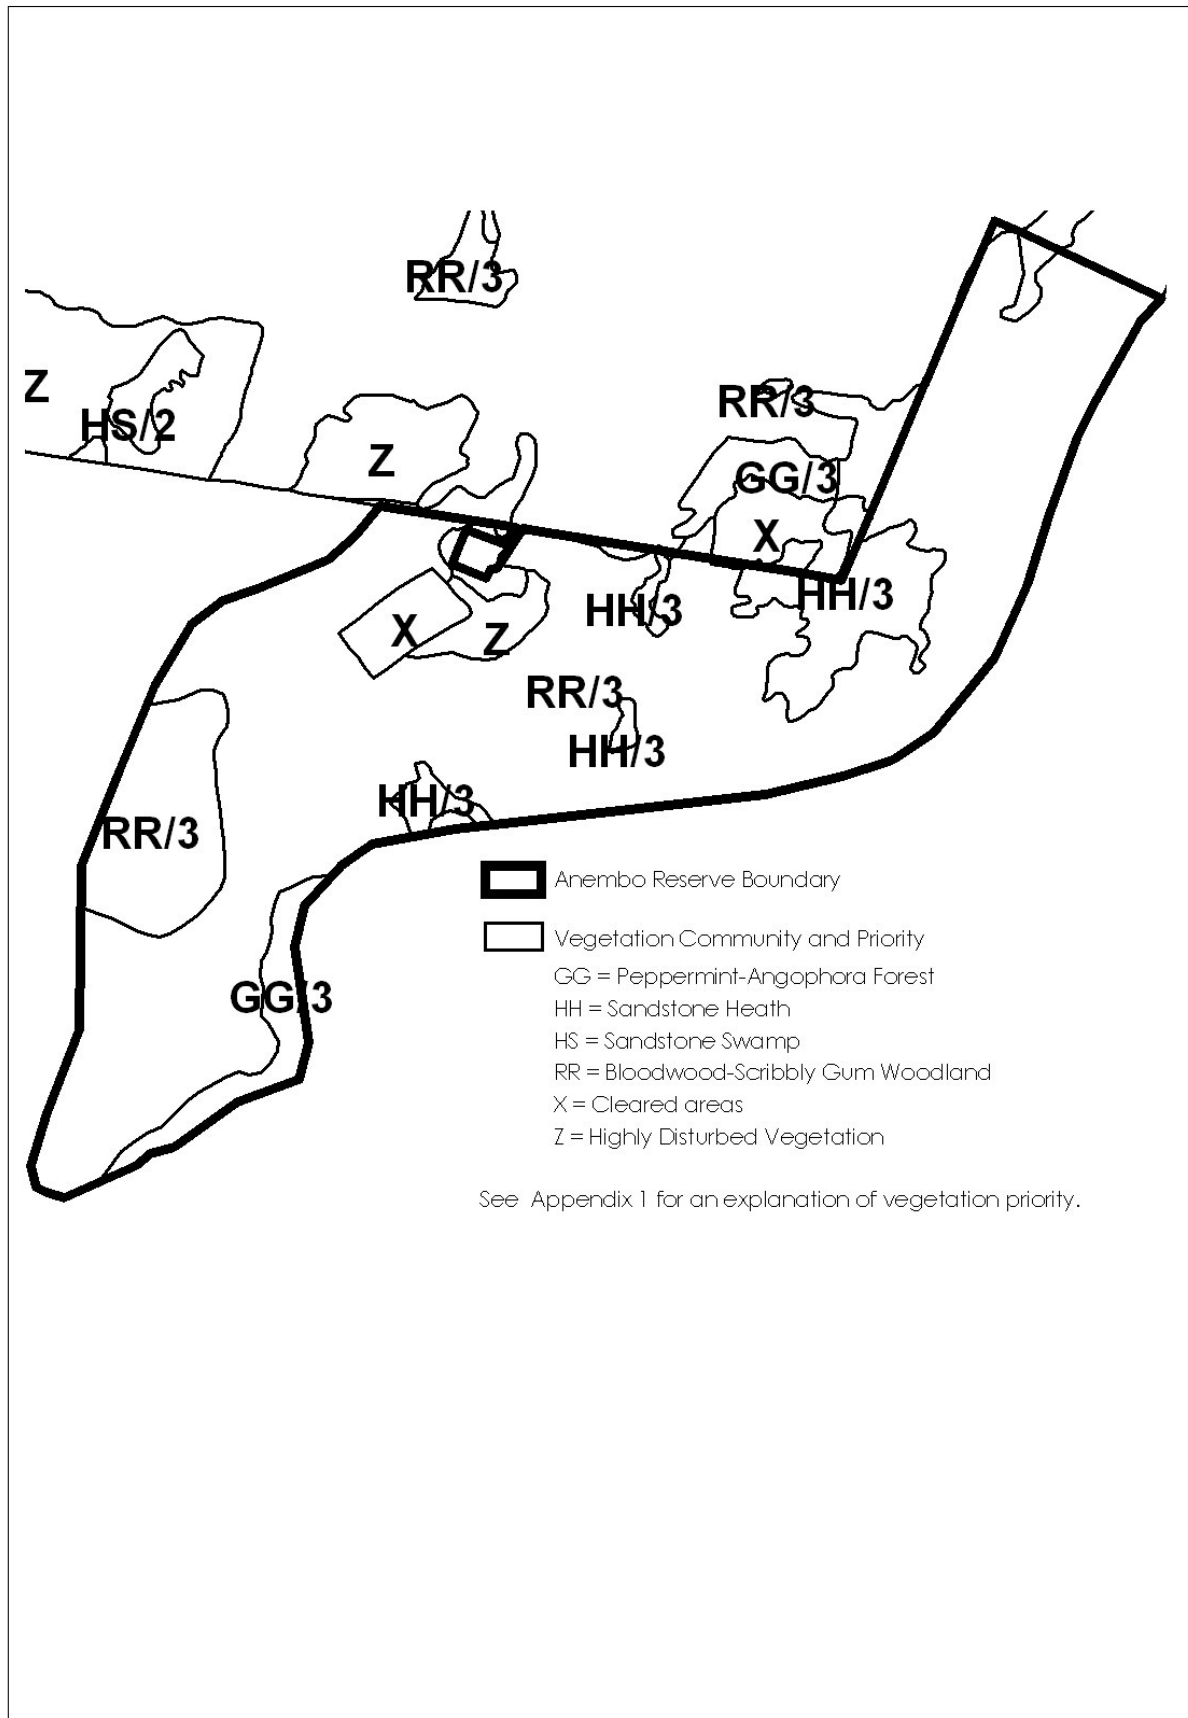 RR/3
Z
HS/2
RR/3
Z
GG/3
X
HH/3
HH/3
X
Z
RR/3
HH/3
HH/3
RR/3
GG/3
Anembo Reserve Boundary
Vegetation Community and Priority
GG = Peppermint-Angophora Forest
HH = Sandstone Heath
HS = Sandstone Swamp
RR = Bloodwood-Scribbly Gum Woodland
X = Cleared areas
Z = Highly Disturbed Vegetation
See Appendix 1 for an explanation of vegetation priority.